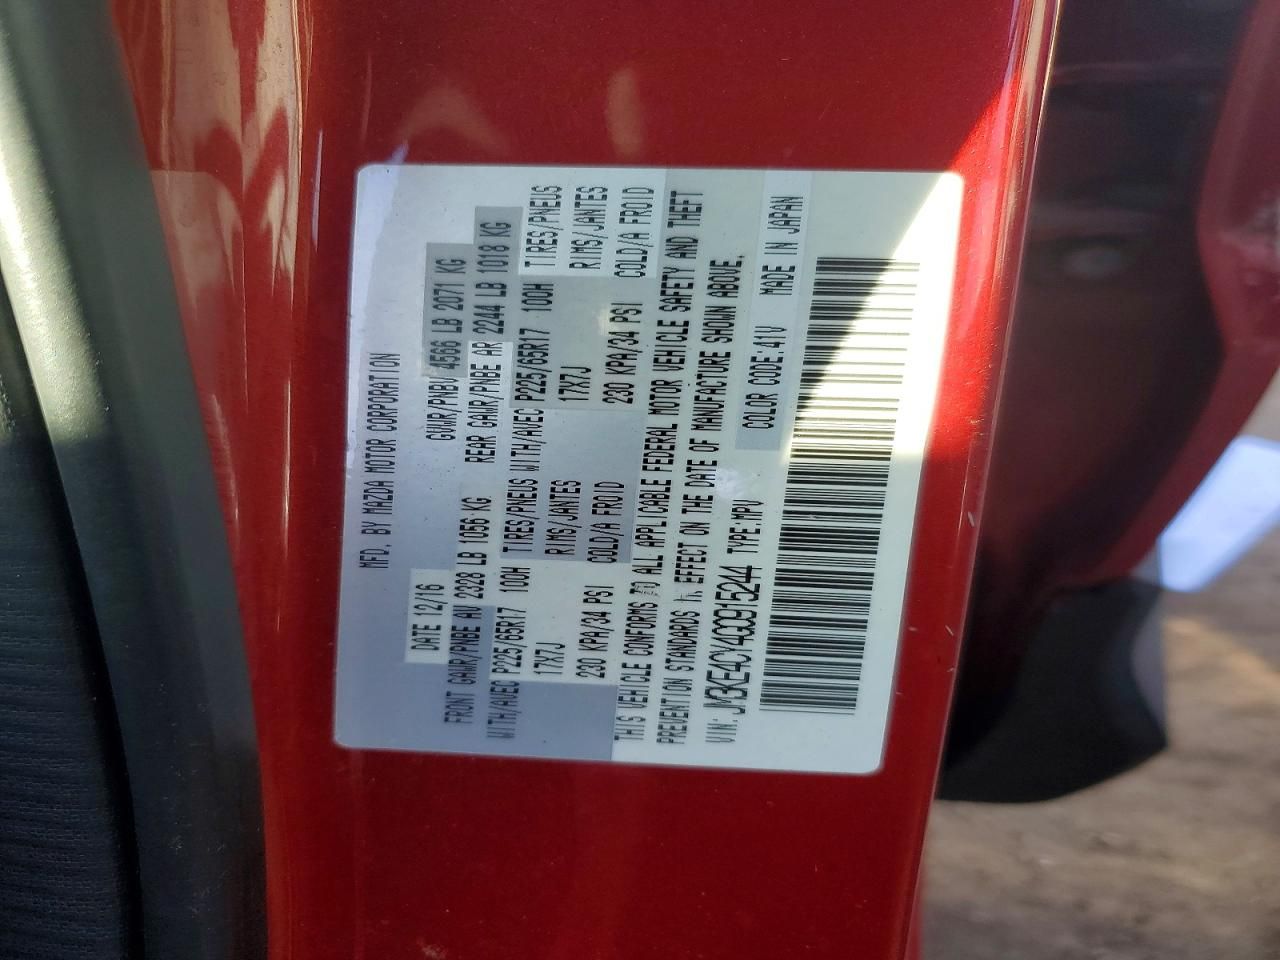 MFD. BY MAZDA MOTOR CORPORATION
DATE 12/16 GVWR/PNBV 4566 LB 2071 KG
FRONT GAWR/PNBE AV 2328 LB 1056 KG REAR GAWR/PNBE AR 2244 LB 1018 KG
WITH/AVEC P225/65R17 100H TIRES/PNEUS WITH/AVEC P225/65R17 100H TIRES/PNEUS
17X7J RIMS/JANTES 17X7J RIMS/JANTES
230 KPA/34 PSI COLD/A FROID 230 KPA/34 PSI COLD/A FROID
THIS VEHICLE CONFORMS TO ALL APPLICABLE FEDERAL MOTOR VEHICLE SAFETY AND THEFT
PREVENTION STANDARDS IN EFFECT ON THE DATE OF MANUFACTURE SHOWN ABOVE.
VIN: TYPE:MPV COLOR CODE:41V MADE IN JAPAN